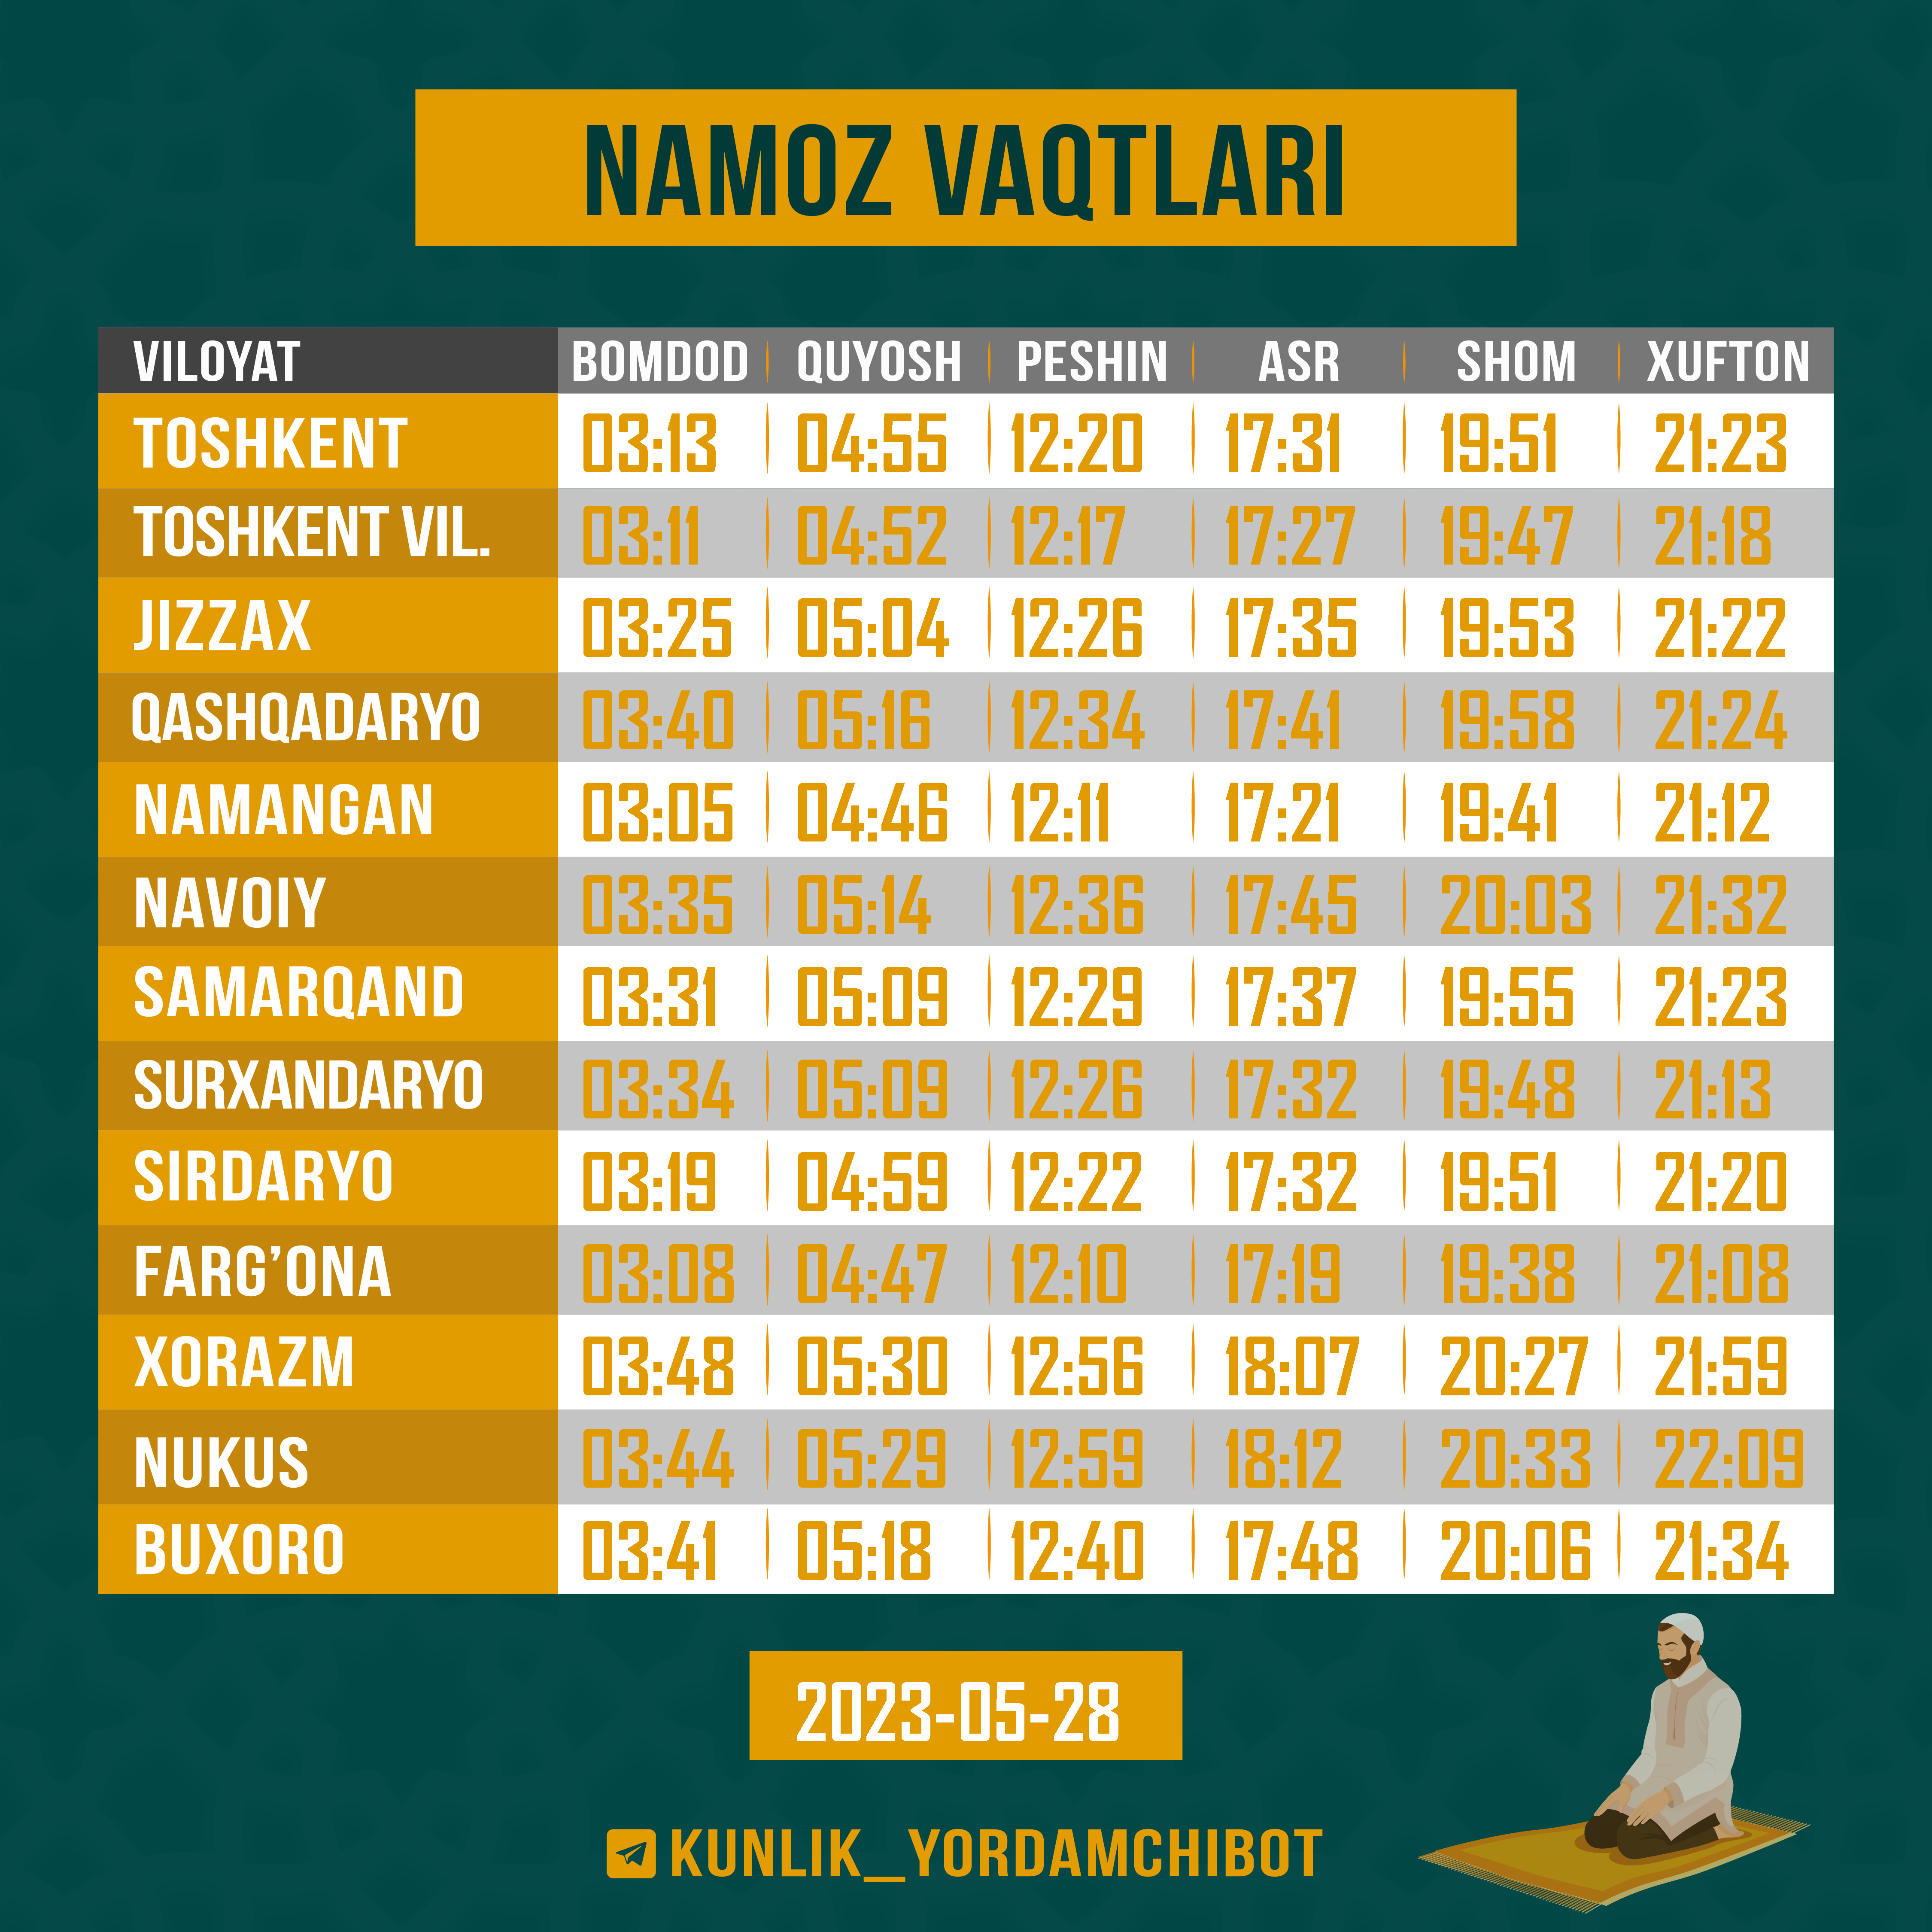 NAMOZ VAQTLARI
VILOYAT BOMDOD QUYOSH PESHIN ASR SHOM XUFTON
TOSHKENT 03:13 04:55 12:20 17:31 19:51 21:23
TOSHKENT VIL. 03:11 04:52 12:17 17:27 19:47 21:18
JIZZAX 03:25 05:04 12:26 17:35 19:53 21:22
QASHQADARYO 03:40 05:16 12:34 17:41 19:58 21:24
NAMANGAN 03:05 04:46 12:11 17:21 19:41 21:12
NAVOIY 03:35 05:14 12:36 17:45 20:03 21:32
SAMARQAND 03:31 05:09 12:29 17:37 19:55 21:23
SURXANDARYO 03:34 05:09 12:26 17:32 19:48 21:13
SIRDARYO 03:19 04:59 12:22 17:32 19:51 21:20
FARG’ONA 03:08 04:47 12:10 17:19 19:38 21:08
XORAZM 03:48 05:30 12:56 18:07 20:27 21:59
NUKUS 03:44 05:29 12:59 18:12 20:33 22:09
BUXORO 03:41 05:18 12:40 17:48 20:06 21:34
2023-05-28
KUNLIK_YORDAMCHIBOT